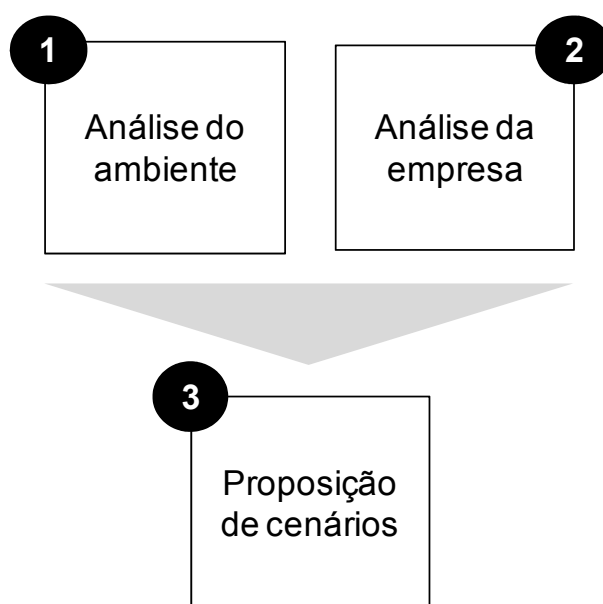 1
Análise do
ambiente
2
Análise da
empresa
3
Proposição
de cenários